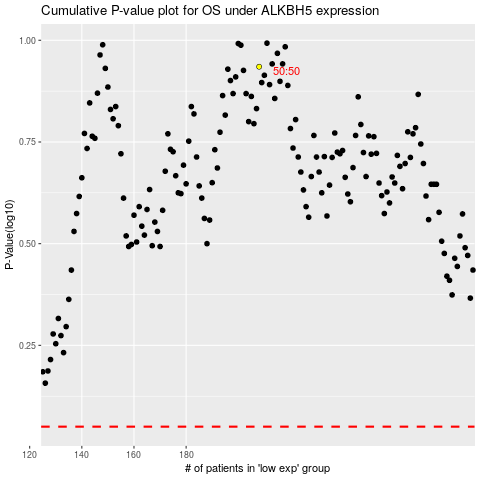 Cumulative P-value plot for OS under ALKBH5 expression
P-Value(log10)
1.00
0.75
0.50
0.25
50:50
120 140 160 180
# of patients in 'low exp' group